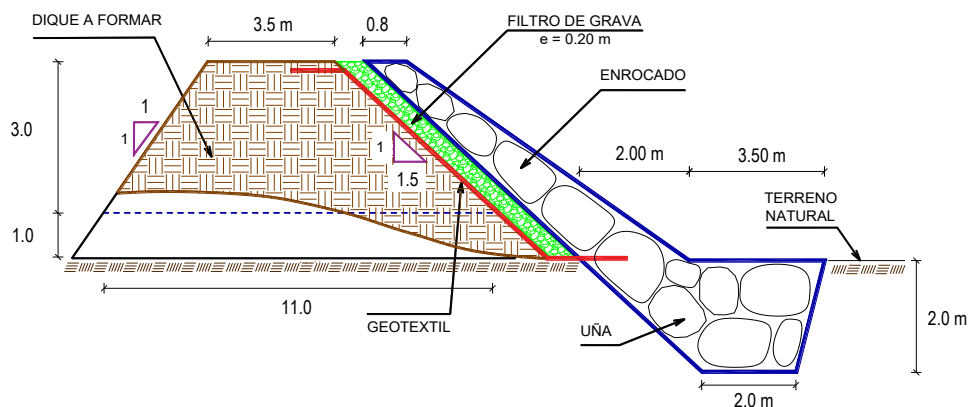 DIQUE A FORMAR
3.5 m
0.8
FILTRO DE GRAVA
e = 0.20 m
ENROCADO
3.0
1
1
1
1.5
2.00 m
3.50 m
TERRENO
NATURAL
1.0
11.0
GEOTEXTIL
UÑA
2.0 m
2.0 m